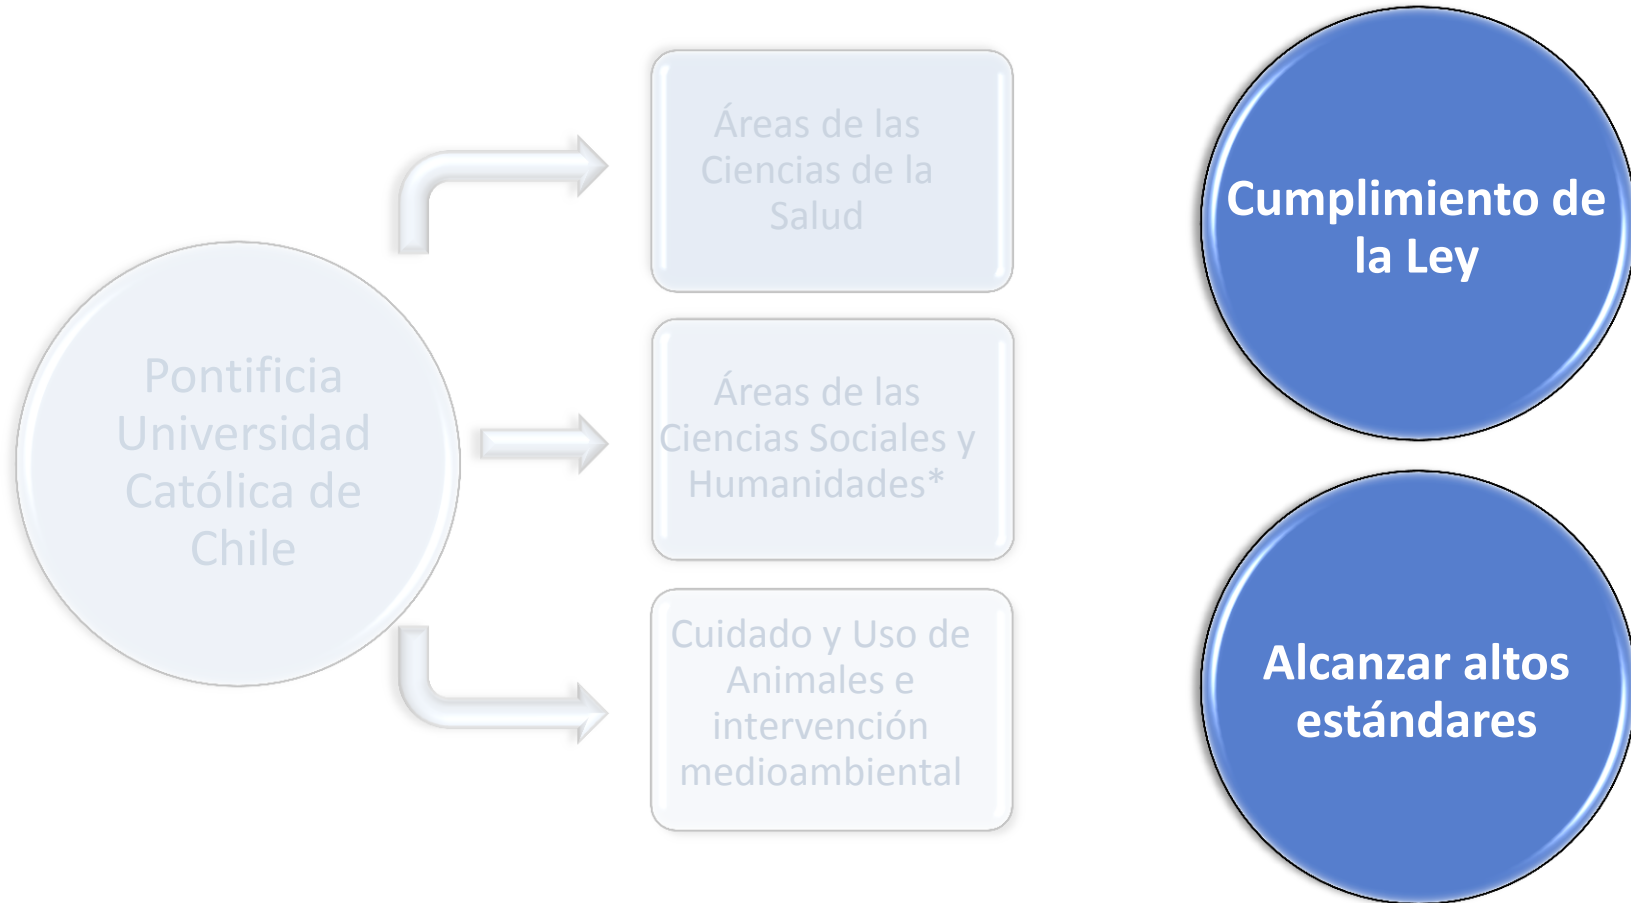 Pontificia
Universidad
Católica de
Chile
Áreas de las
Ciencias de la
Salud
Áreas de las
Ciencias Sociales y
Humanidades*
Cuidado y Uso de
Animales e
intervención
medioambiental
Cumplimiento de
la Ley
Alcanzar altos
estándares